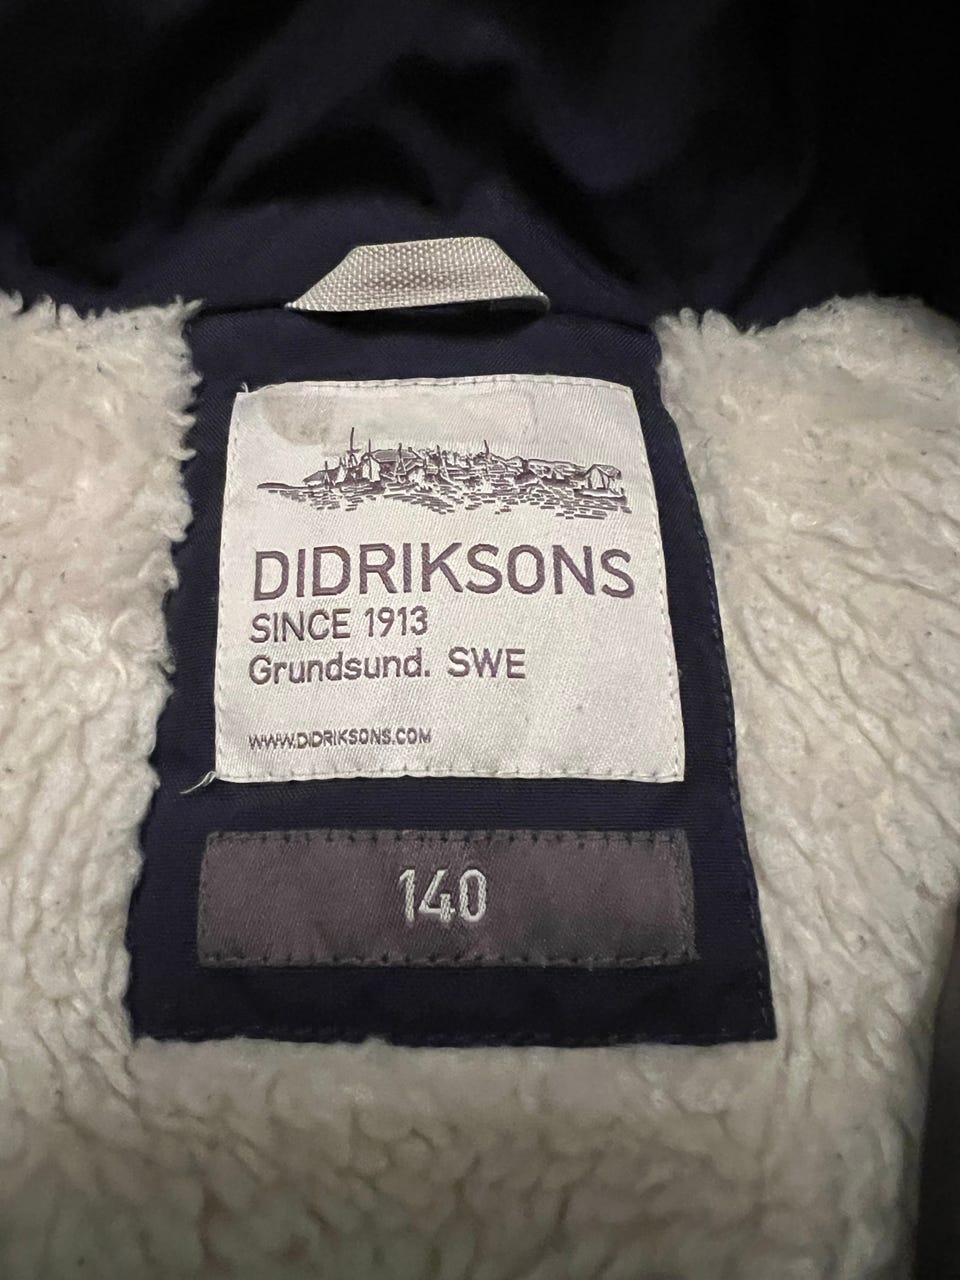 DIDRIKSONS
SINCE 1913
Grundsund. SWE
WWW.DIDRIKSONS.COM
140